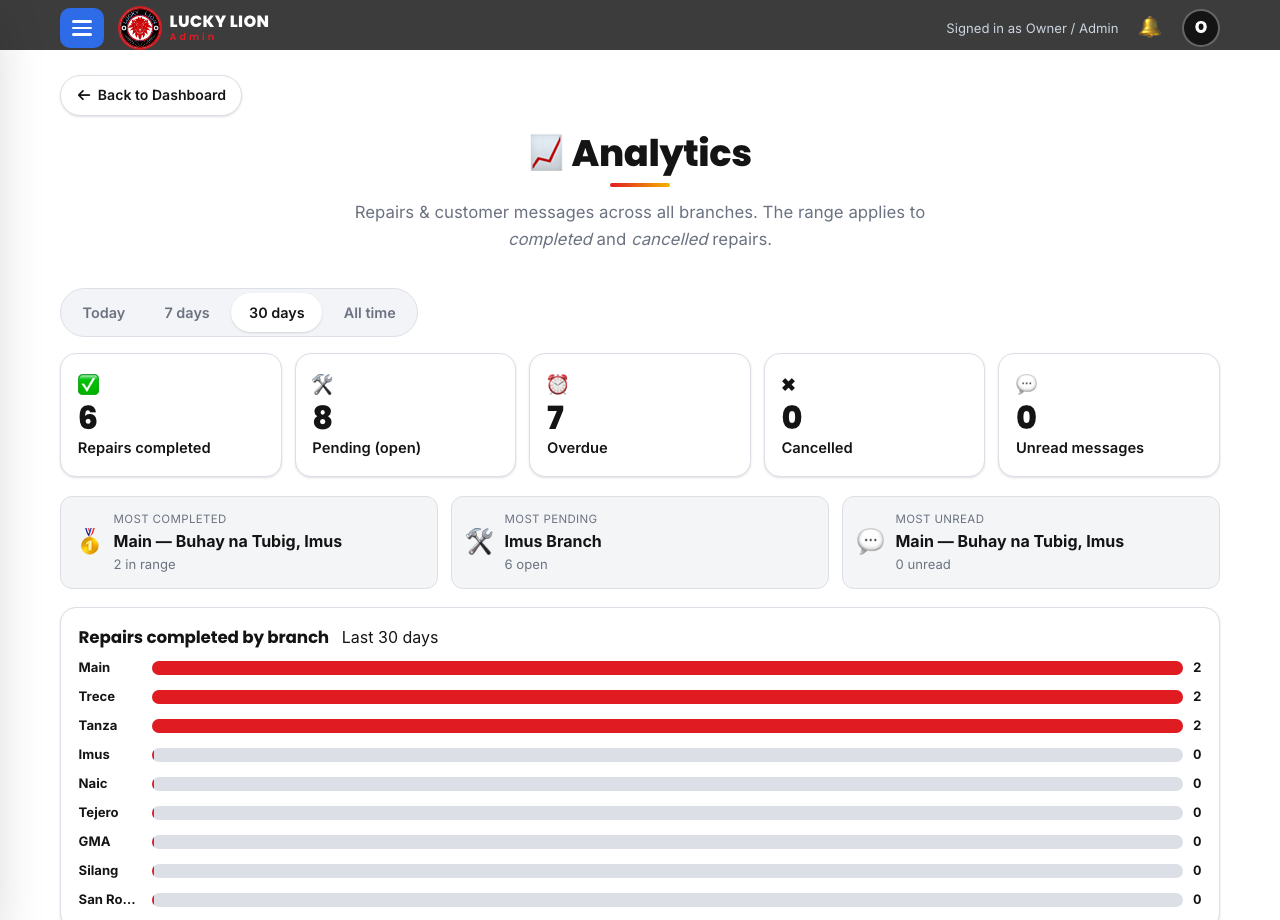 LUCKY LION
Admin
Signed in as Owner / Admin
O
← Back to Dashboard
Analytics
Repairs & customer messages across all branches. The range applies to
completed and cancelled repairs.
Today
7 days
30 days
All time
6
Repairs completed
8
Pending (open)
7
Overdue
0
Cancelled
0
Unread messages
MOST COMPLETED
Main — Buhay na Tubig, Imus
2 in range
MOST PENDING
Imus Branch
6 open
MOST UNREAD
Main — Buhay na Tubig, Imus
0 unread
Repairs completed by branch Last 30 days
Main 2
Trece 2
Tanza 2
Imus 0
Naic 0
Tejero 0
GMA 0
Silang 0
San Ro... 0